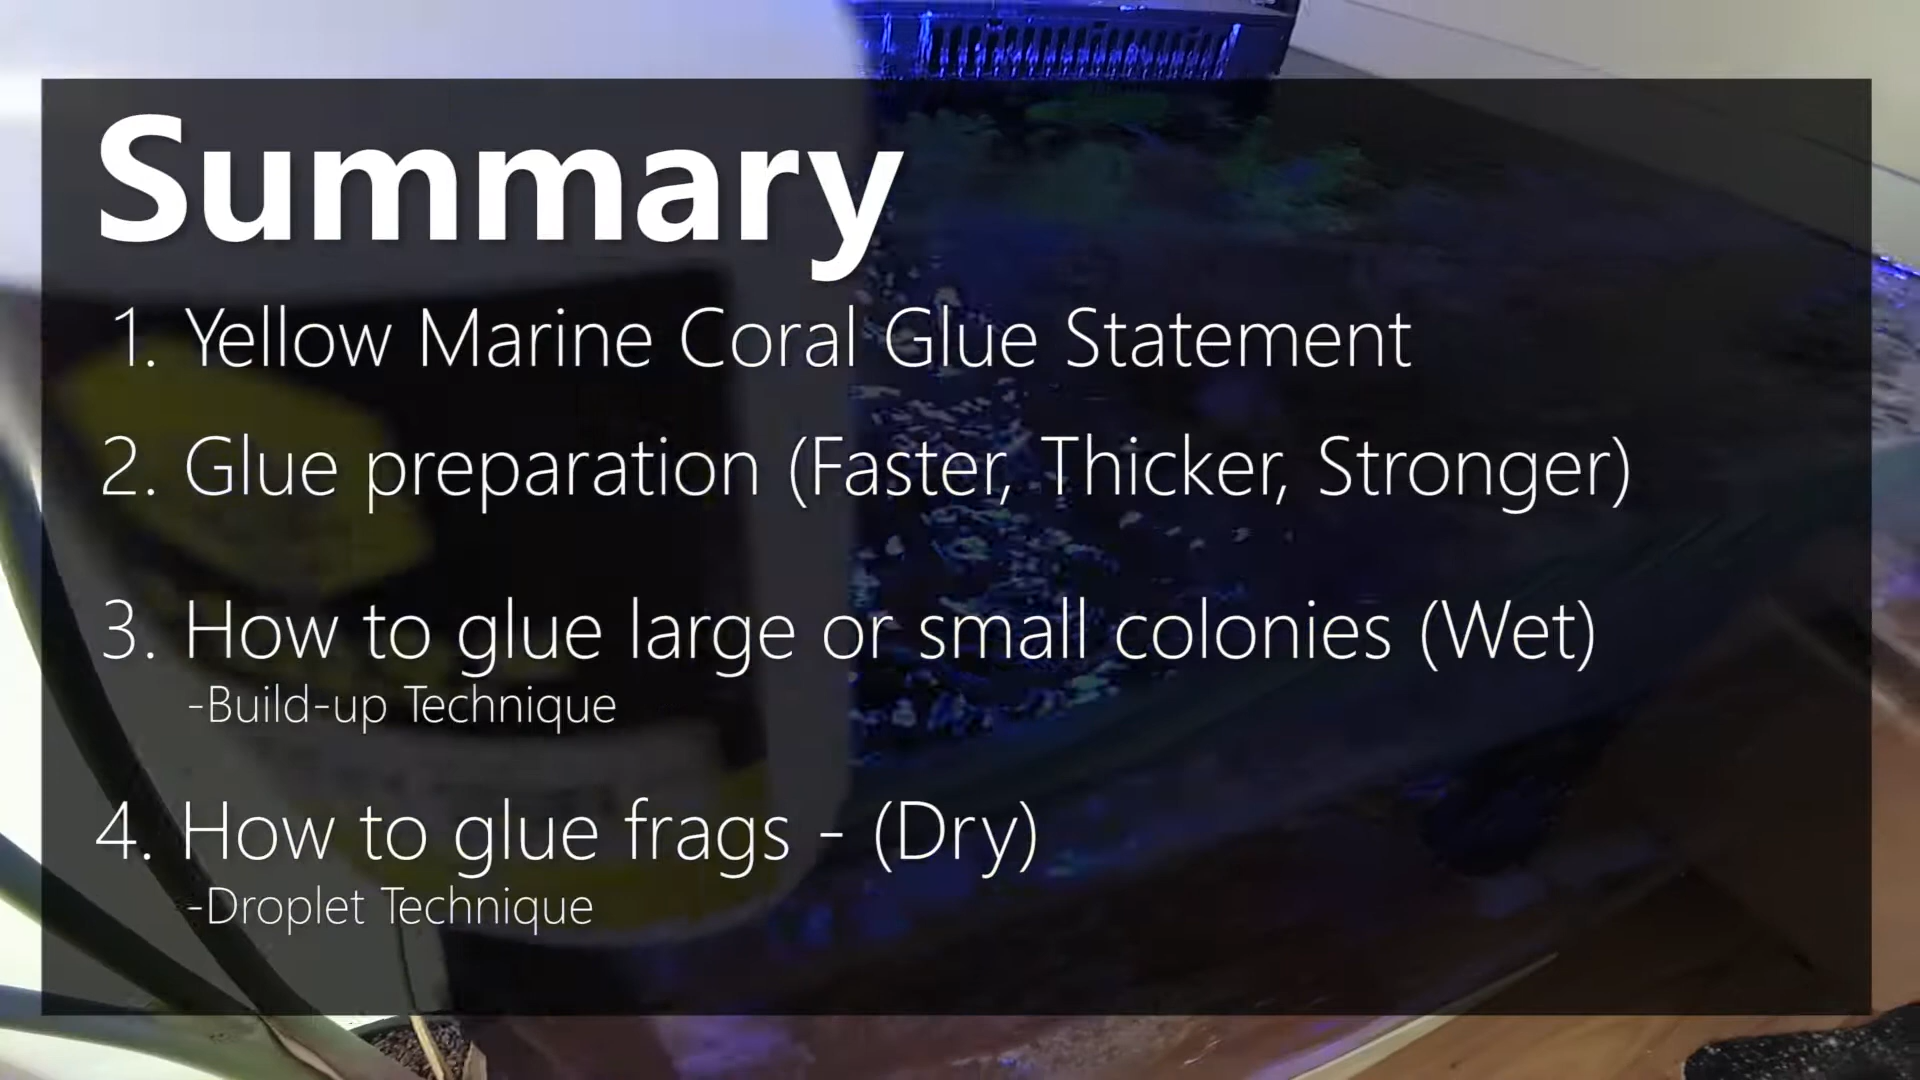 Summary
1. Yellow Marine Coral Glue Statement
2. Glue preparation (Faster, Thicker, Stronger)
3. How to glue large or small colonies (Wet)
-Build-up Technique
4. How to glue frags - (Dry)
-Droplet Technique